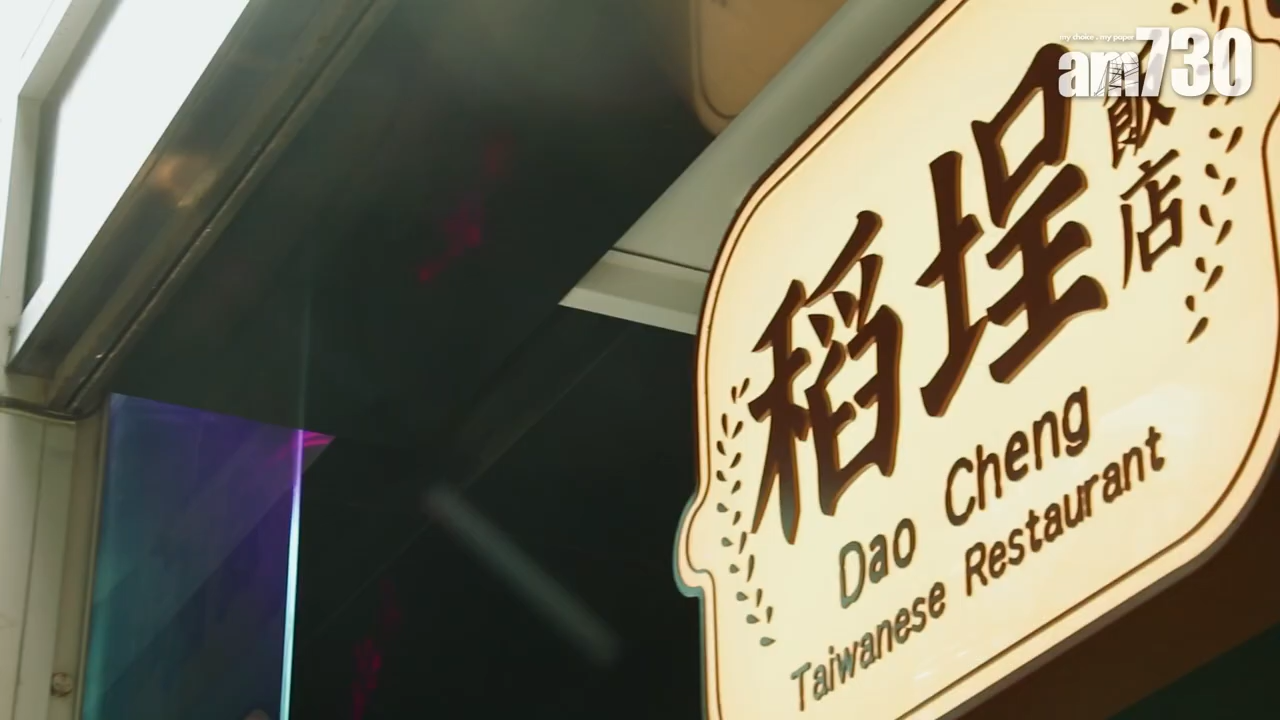 my choice . my paper
am730
稻埕
飯店
Dao Cheng
Taiwanese Restaurant